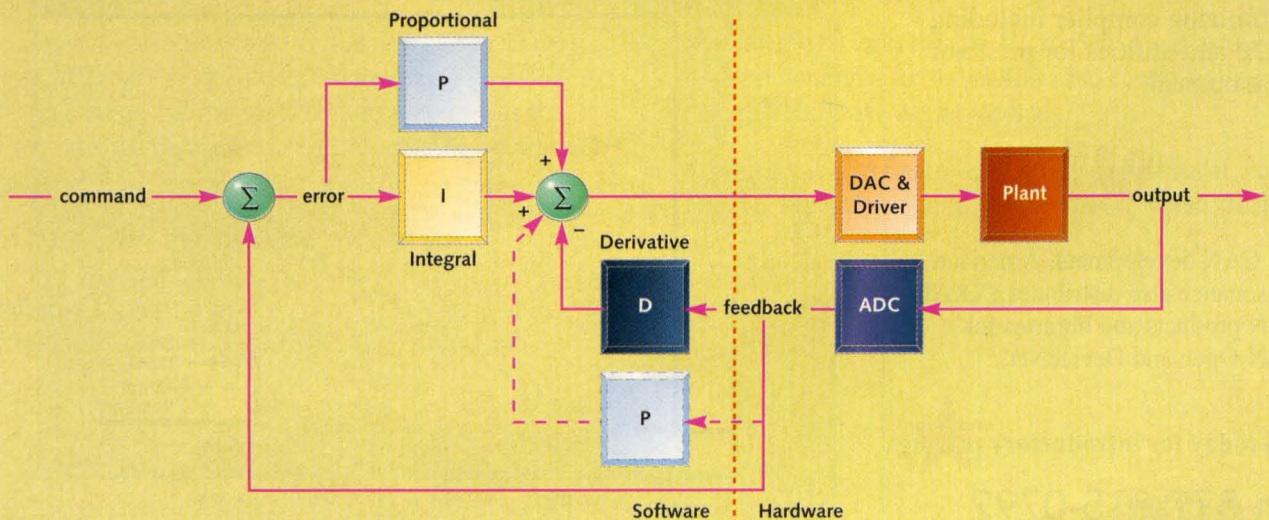 Proportional
P
+
command
Σ
error
I
+
Σ
−
Integral
Derivative
D
feedback
P
DAC &
Driver
Plant
output
ADC
Software
Hardware